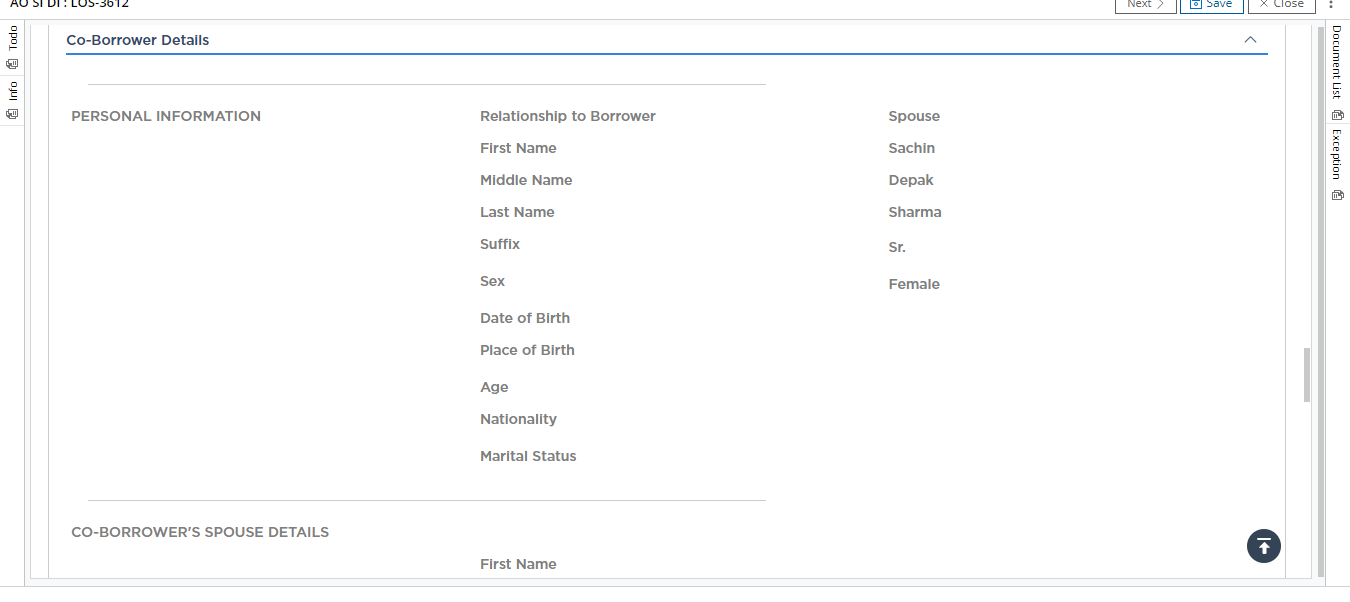 AO SI DI : LOS-3612
Next
Save
Close
Todo
Info
Co-Borrower Details
PERSONAL INFORMATION
Relationship to Borrower Spouse
First Name Sachin
Middle Name Depak
Last Name Sharma
Suffix Sr.
Sex Female
Date of Birth
Place of Birth
Age
Nationality
Marital Status
CO-BORROWER'S SPOUSE DETAILS
First Name
Document List
Exception